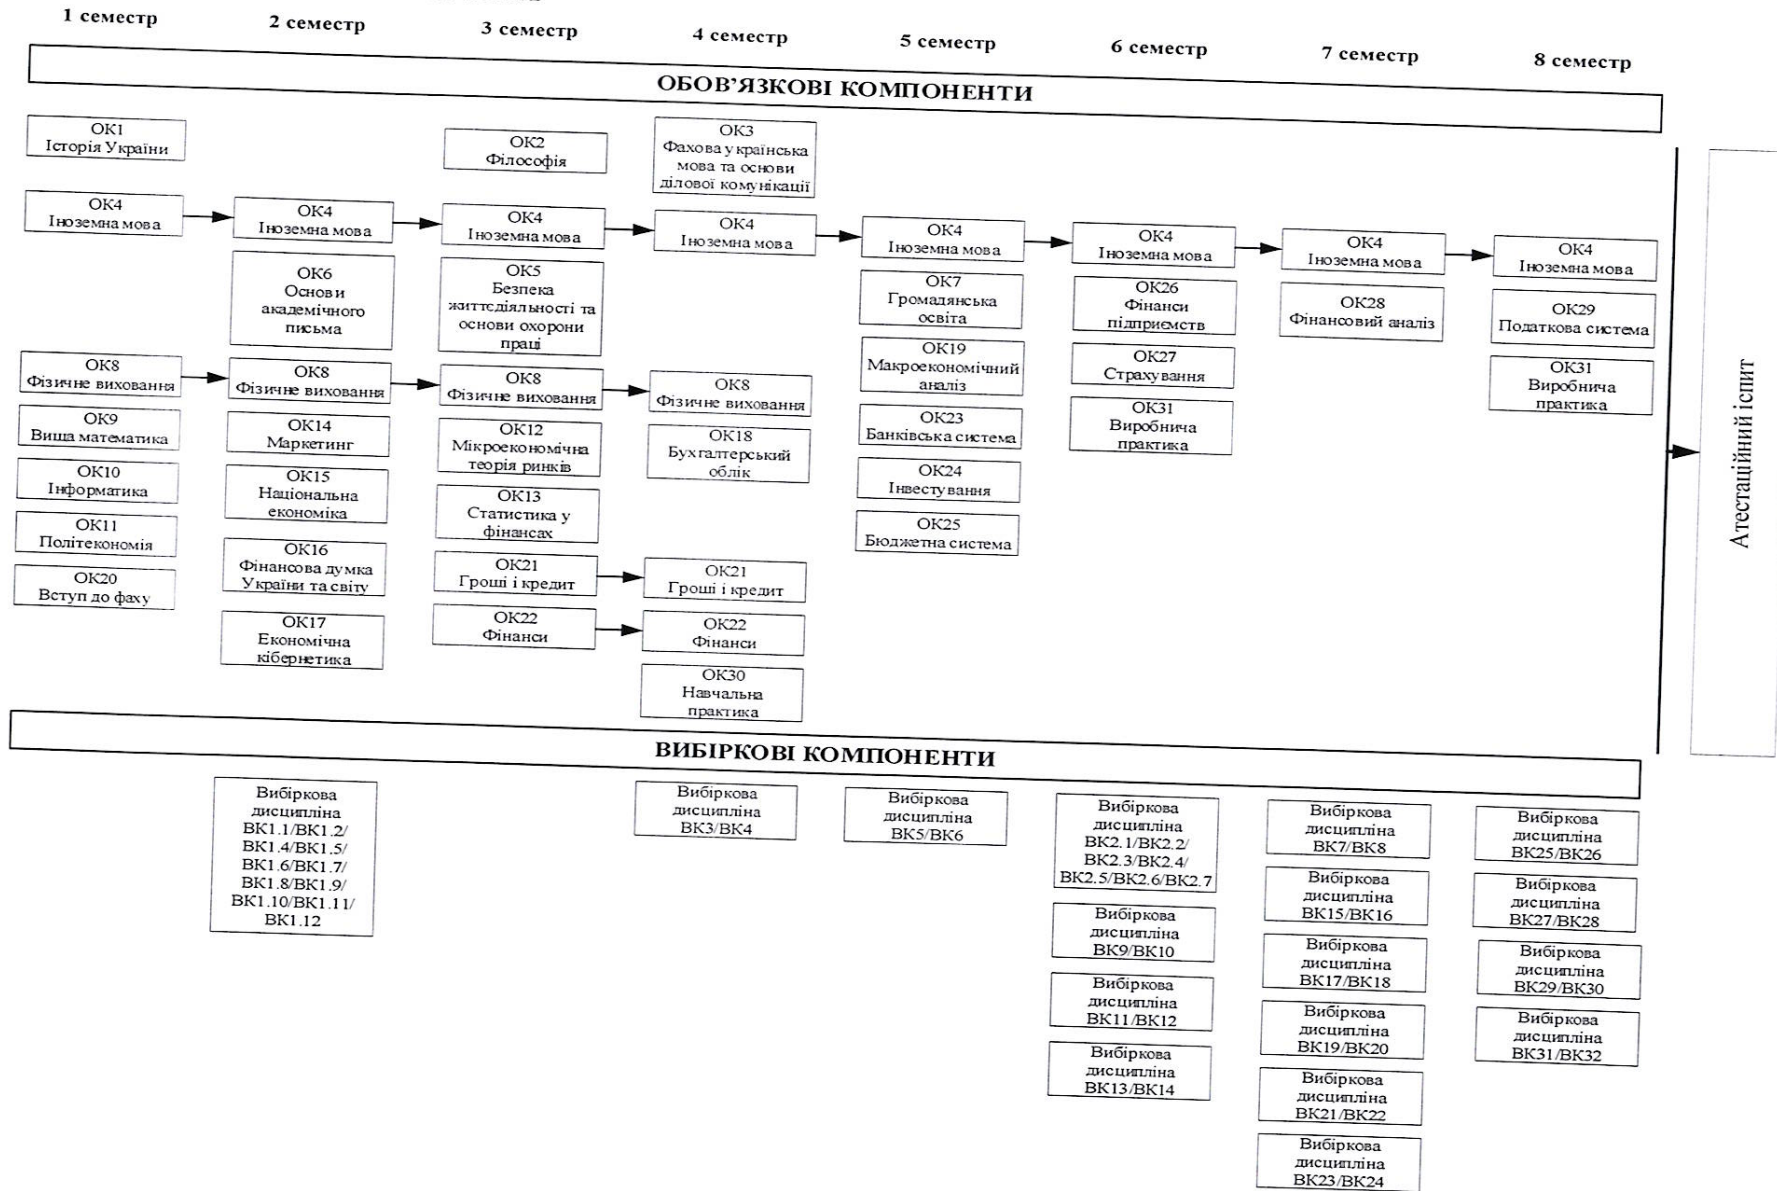 1 семестр
2 семестр
3 семестр
4 семестр
5 семестр
6 семестр
7 семестр
8 семестр
ОБОВ’ЯЗКОВІ КОМПОНЕНТИ
ОК1
Історія України
ОК2
Філософія
ОК3
Фахова українська
мова та основи
ділової комунікації
ОК4
Іноземна мова
ОК4
Іноземна мова
ОК4
Іноземна мова
ОК4
Іноземна мова
ОК4
Іноземна мова
ОК4
Іноземна мова
ОК4
Іноземна мова
ОК4
Іноземна мова
ОК6
Основи
академічного
письма
ОК5
Безпека
життєдіяльності та
основи охорони
праці
ОК7
Громадянська
освіта
ОК26
Фінанси
підприємств
ОК28
Фінансовий аналіз
ОК29
Податкова система
ОК8
Фізичне виховання
ОК8
Фізичне виховання
ОК8
Фізичне виховання
ОК8
Фізичне виховання
ОК19
Макроекономічний
аналіз
ОК27
Страхування
ОК31
Виробнича
практика
ОК9
Вища математика
ОК14
Маркетинг
ОК12
Мікроекономічна
теорія ринків
ОК18
Бухгалтерський
облік
ОК23
Банківська система
ОК31
Виробнича
практика
ОК10
Інформатика
ОК15
Національна
економіка
ОК13
Статистика у
фінансах
ОК24
Інвестування
ОК11
Політекономія
ОК16
Фінансова думка
України та світу
ОК21
Гроші і кредит
ОК21
Гроші і кредит
ОК25
Бюджетна система
ОК20
Вступ до фаху
ОК17
Економічна
кібернетика
ОК22
Фінанси
ОК22
Фінанси
ОК30
Навчальна
практика
Атестаційний іспит
ВИБІРКОВІ КОМПОНЕНТИ
Вибіркова
дисципліна
ВК1.1/ВК1.2/
ВК1.4/ВК1.5/
ВК1.6/ВК1.7/
ВК1.8/ВК1.9/
ВК1.10/ВК1.11/
ВК1.12
Вибіркова
дисципліна
ВК3/ВК4
Вибіркова
дисципліна
ВК5/ВК6
Вибіркова
дисципліна
ВК2.1/ВК2.2/
ВК2.3/ВК2.4/
ВК2.5/ВК2.6/ВК2.7
Вибіркова
дисципліна
ВК9/ВК10
Вибіркова
дисципліна
ВК11/ВК12
Вибіркова
дисципліна
ВК13/ВК14
Вибіркова
дисципліна
ВК7/ВК8
Вибіркова
дисципліна
ВК15/ВК16
Вибіркова
дисципліна
ВК17/ВК18
Вибіркова
дисципліна
ВК19/ВК20
Вибіркова
дисципліна
ВК21/ВК22
Вибіркова
дисципліна
ВК23/ВК24
Вибіркова
дисципліна
ВК25/ВК26
Вибіркова
дисципліна
ВК27/ВК28
Вибіркова
дисципліна
ВК29/ВК30
Вибіркова
дисципліна
ВК31/ВК32